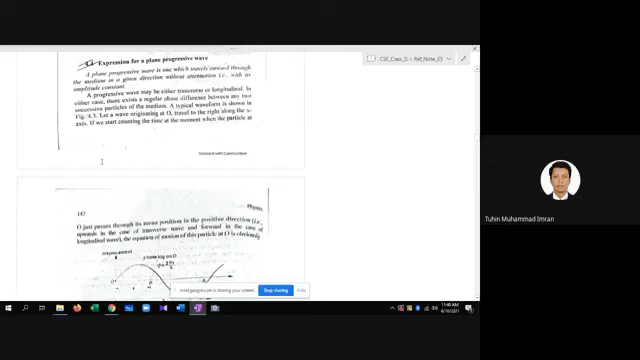 4.4 Expression for a plane progressive wave
A plane progressive wave is one which travels onward through
the medium in a given direction without attenuation i.e., with its
amplitude constant.
A progressive wave may be either transverse or longitudinal. In
either case, there exists a regular phase difference between any two
successive particles of the medium. A typical waveform is shown in
Fig. 4.3. Let a wave originating at O, travel to the right along the x-
axis. If we start counting the time at the moment when the particle at
Scanned with CamScanner
142
Physics
O just passes through its mean position in the positive direction (i.e.,
upwards in the case of transverse wave and forward in the case of
longitudinal wave), the equation of motion of this particle at O is obviously
meet.google.com is sharing your screen.
Stop sharing
Hide
CSE_Class_D
Ref_Note_05
Tuhin Muhammad Imran
11:40 AM
4/10/2021